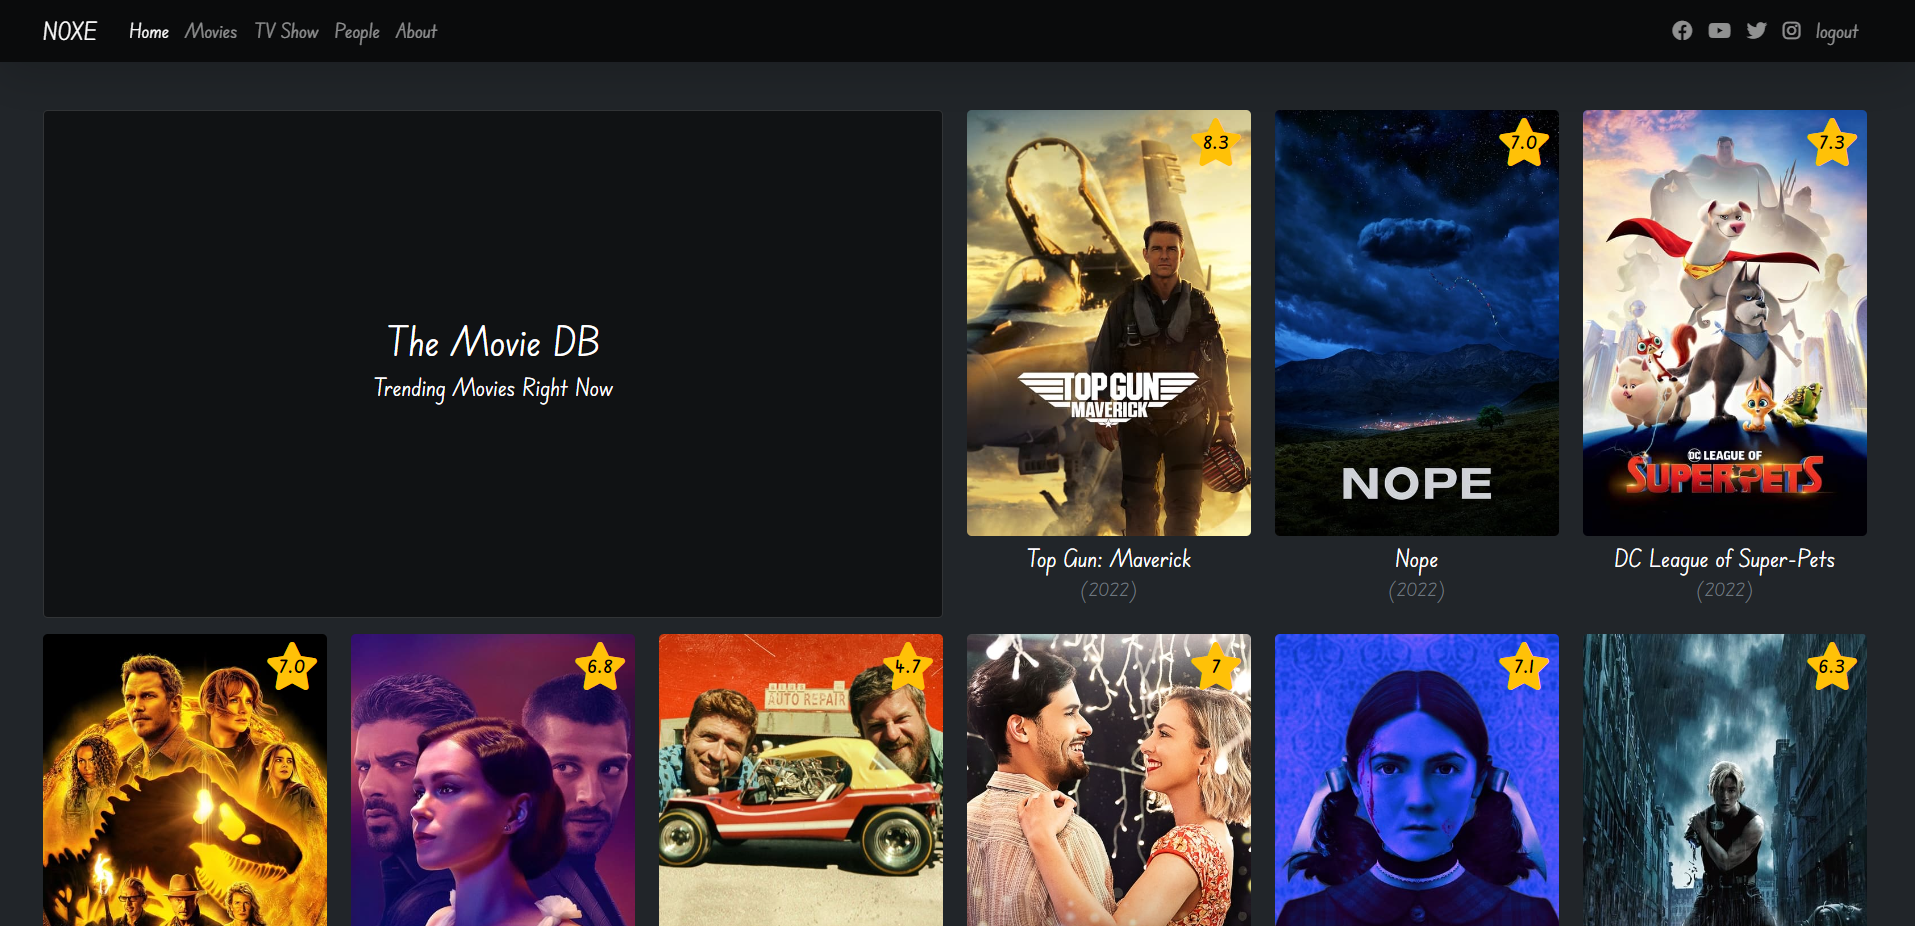 NOXE Home Movies TV Show People About logout
The Movie DB
Trending Movies Right Now
8.3
TOP GUN
MAVERICK
Top Gun: Maverick
(2022)
7.0
NOPE
Nope
(2022)
7.3
DC LEAGUE OF
SUPER-PETS
DC League of Super-Pets
(2022)
7.0
6.8
4.7
AUTO REPAIR
7
7.1
6.3